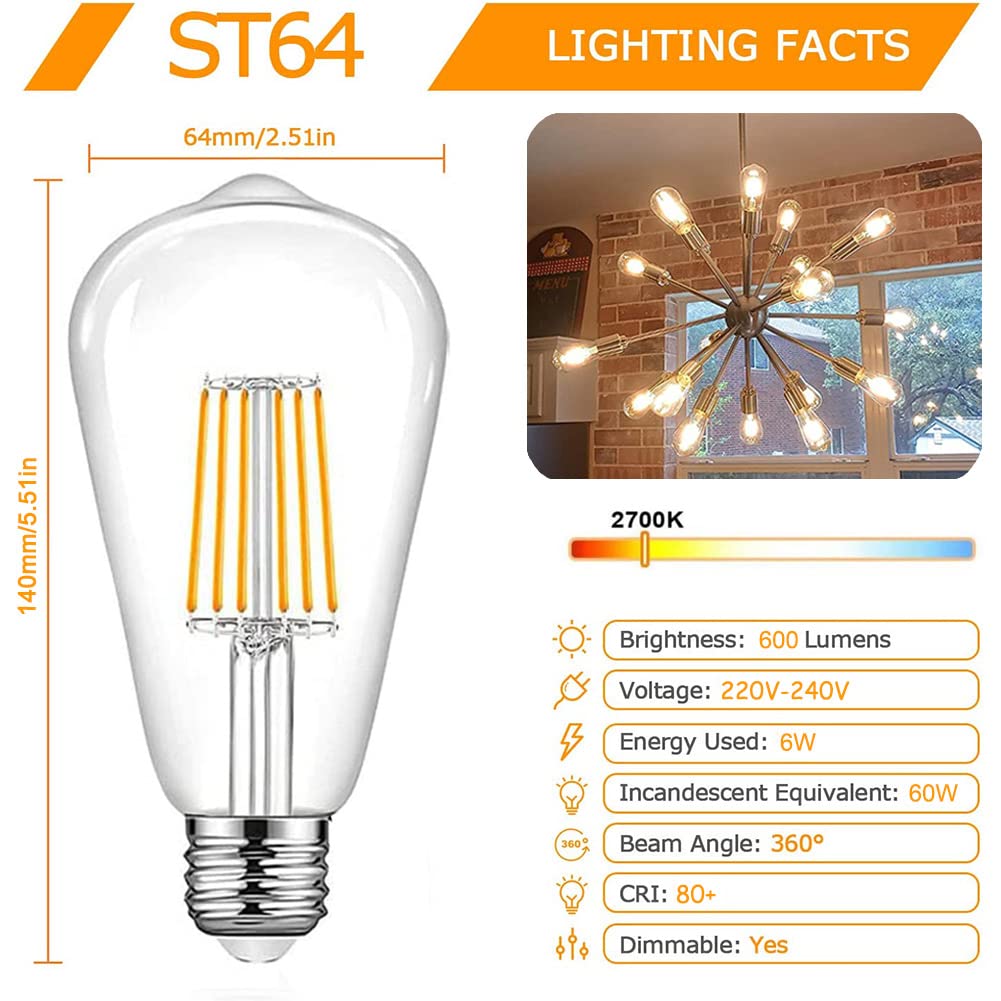 ST64
LIGHTING FACTS
64mm/2.51in
140mm/5.51in
MENU
2700K
Brightness: 600 Lumens
Voltage: 220V-240V
Energy Used: 6W
Incandescent Equivalent: 60W
360°
Beam Angle: 360°
CRI: 80+
Dimmable: Yes